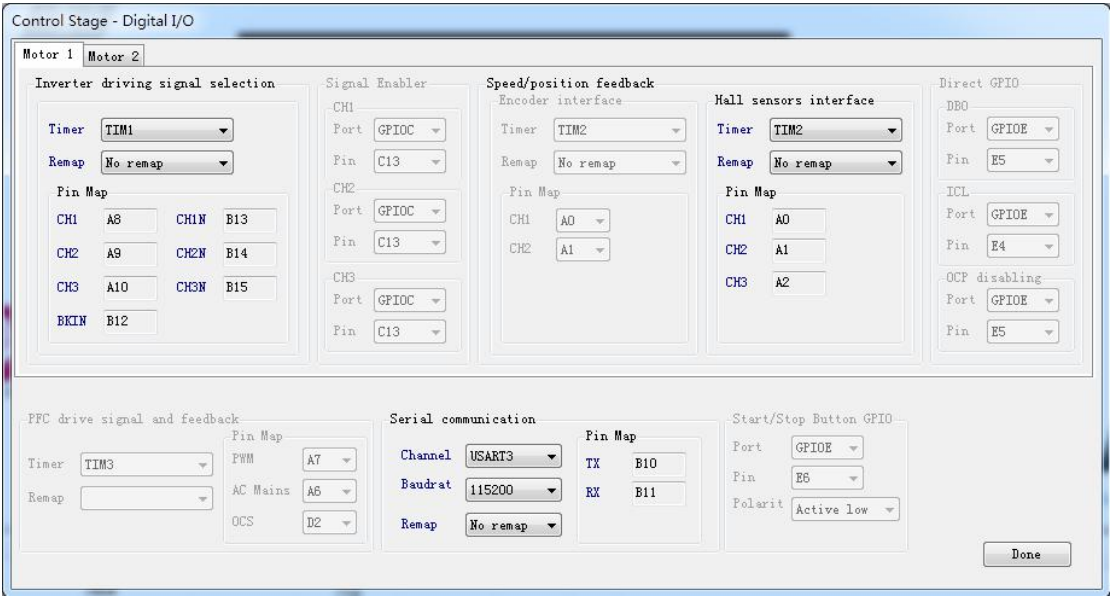 Control Stage - Digital I/O
Motor 1
Motor 2
Inverter driving signal selection
Timer TIM1
Remap No remap
Pin Map
CH1 A8 CH1N B13
CH2 A9 CH2N B14
CH3 A10 CH3N B15
BKIN B12
Signal Enabler
CH1
Port GPIOC
Pin C13
CH2
Port GPIOC
Pin C13
CH3
Port GPIOC
Pin C13
Speed/position feedback
Encoder interface
Timer TIM2
Remap No remap
Pin Map
CH1 A0
CH2 A1
Hall sensors interface
Timer TIM2
Remap No remap
Pin Map
CH1 A0
CH2 A1
CH3 A2
Direct GPIO
DBO
Port GPIOE
Pin E5
ICL
Port GPIOE
Pin E4
OCP disabling
Port GPIOE
Pin E5
PFC drive signal and feedback
Timer TIM3
Remap
Pin Map
PWM A7
AC Mains A6
OCS D2
Serial communication
Channel USART3
Baudrat 115200
Remap No remap
Pin Map
TX B10
RX B11
Start/Stop Button GPIO
Port GPIOE
Pin E6
Polarit Active low
Done